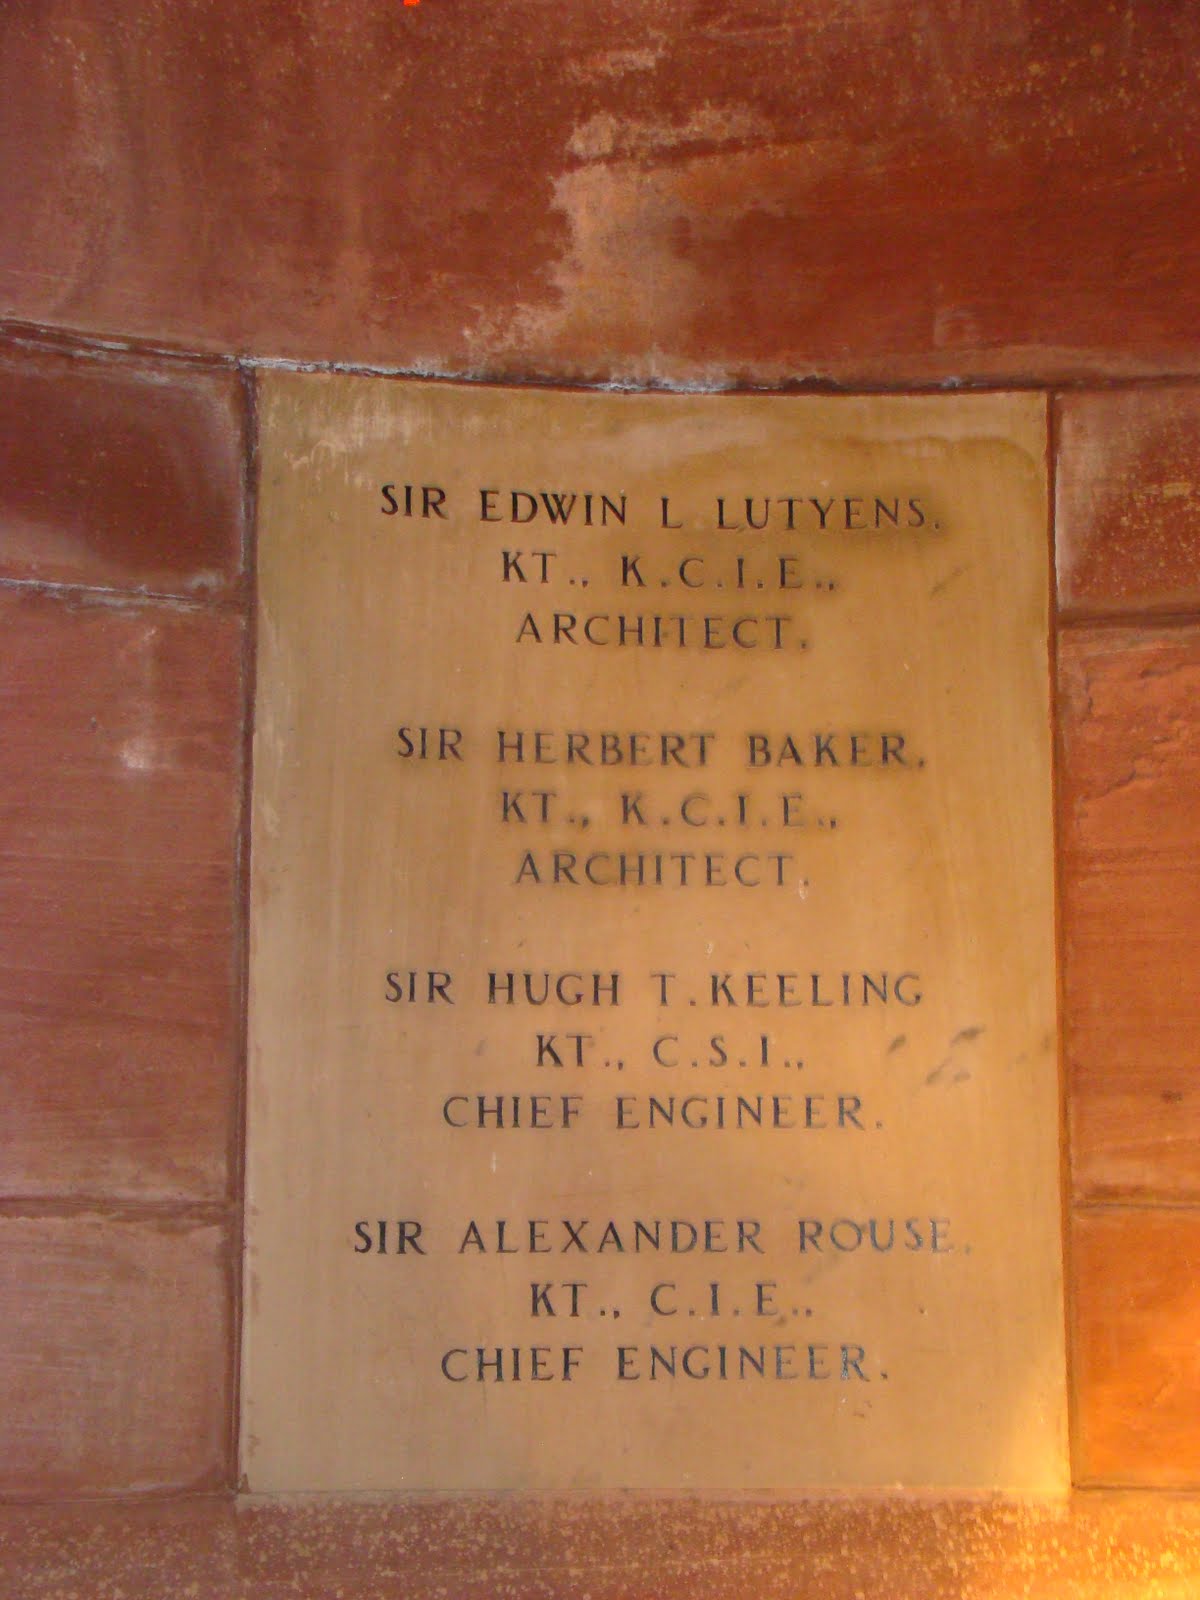 SIR EDWIN L LUTYENS.
KT., K.C.I.E.,
ARCHITECT.
SIR HERBERT BAKER.
KT., K.C.I.E.,
ARCHITECT.
SIR HUGH T. KEELING
KT., C.S.I.,
CHIEF ENGINEER.
SIR ALEXANDER ROUSE.
KT., C.I.E.,
CHIEF ENGINEER.